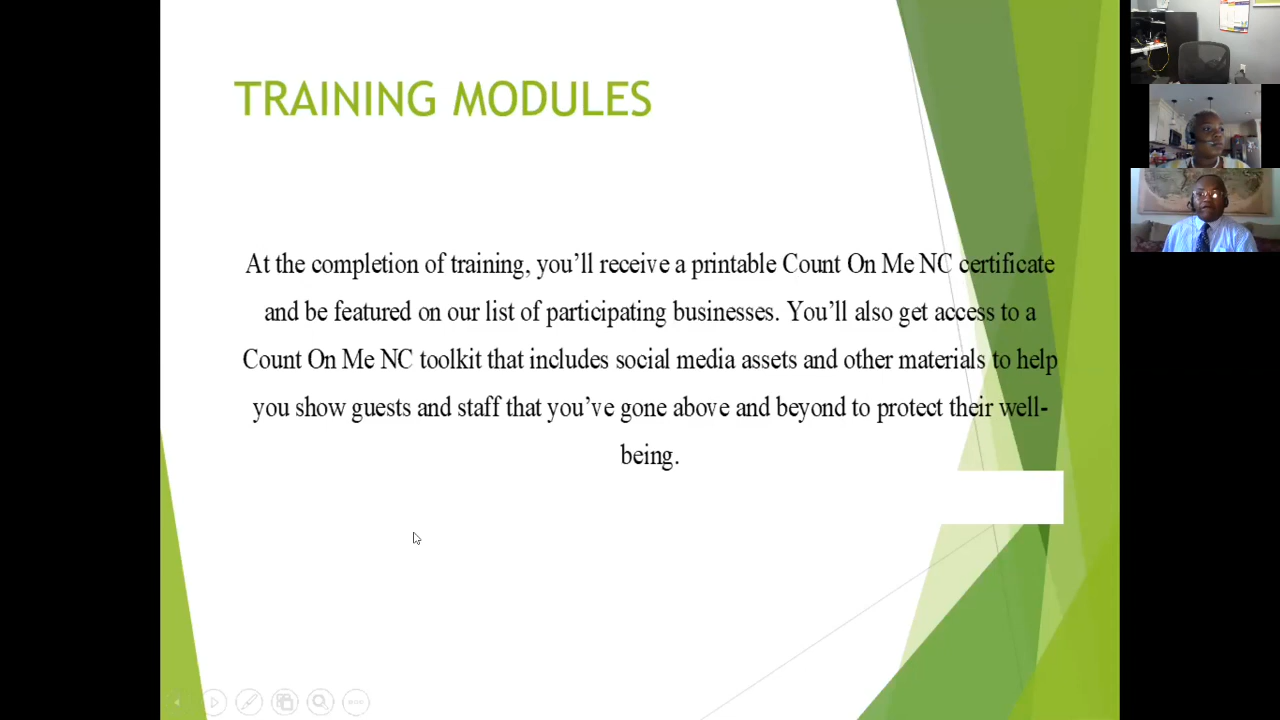 TRAINING MODULES
At the completion of training, you’ll receive a printable Count On Me NC certificate
and be featured on our list of participating businesses. You’ll also get access to a
Count On Me NC toolkit that includes social media assets and other materials to help
you show guests and staff that you’ve gone above and beyond to protect their well-
being.